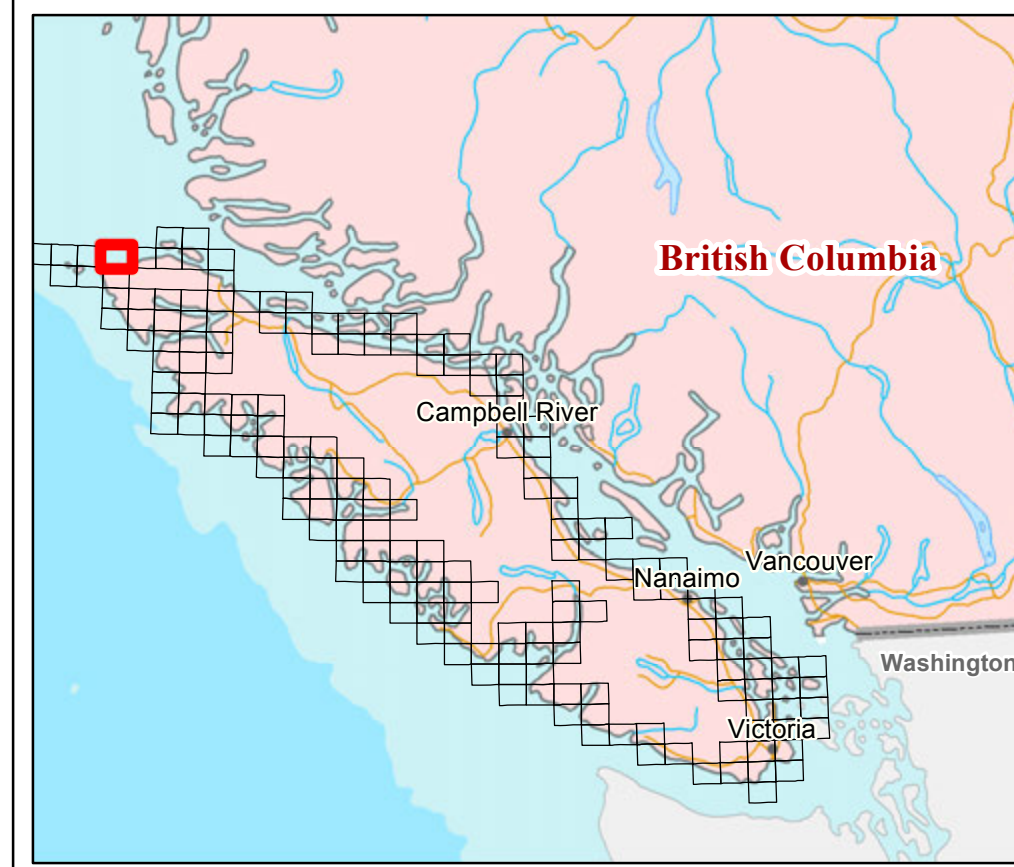 British Columbia
Campbell River
Vancouver
Nanaimo
Washington
Victoria